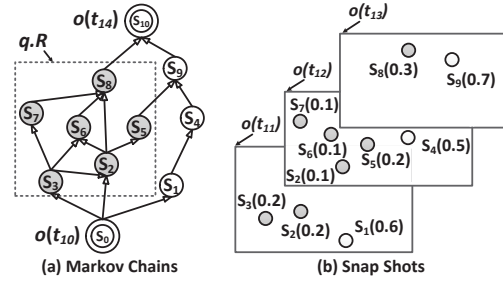 o(t14)
S10
q.R
S8
S9
S7
S6
S5
S4
S3
S2
S1
o(t10)
S0
(a) Markov Chains
o(t13)
S8(0.3)
S9(0.7)
o(t12)
S7(0.1)
S6(0.1)
S4(0.5)
S5(0.2)
S2(0.1)
o(t11)
S3(0.2)
S2(0.2)
S1(0.6)
(b) Snap Shots